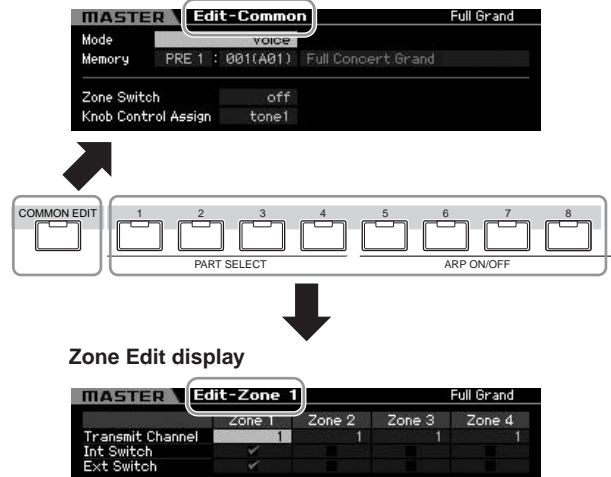 MASTER Edit-Common Full Grand
Mode Voice
Memory PRE 1 : 001(A01) Full Concert Grand
Zone Switch off
Knob Control Assign tone1
COMMON EDIT 1 2 3 4 5 6 7 8
PART SELECT ARP ON/OFF
Zone Edit display
MASTER Edit-Zone 1 Full Grand
Zone 1 Zone 2 Zone 3 Zone 4
Transmit Channel 1 1 1 1
Int Switch
Ext Switch